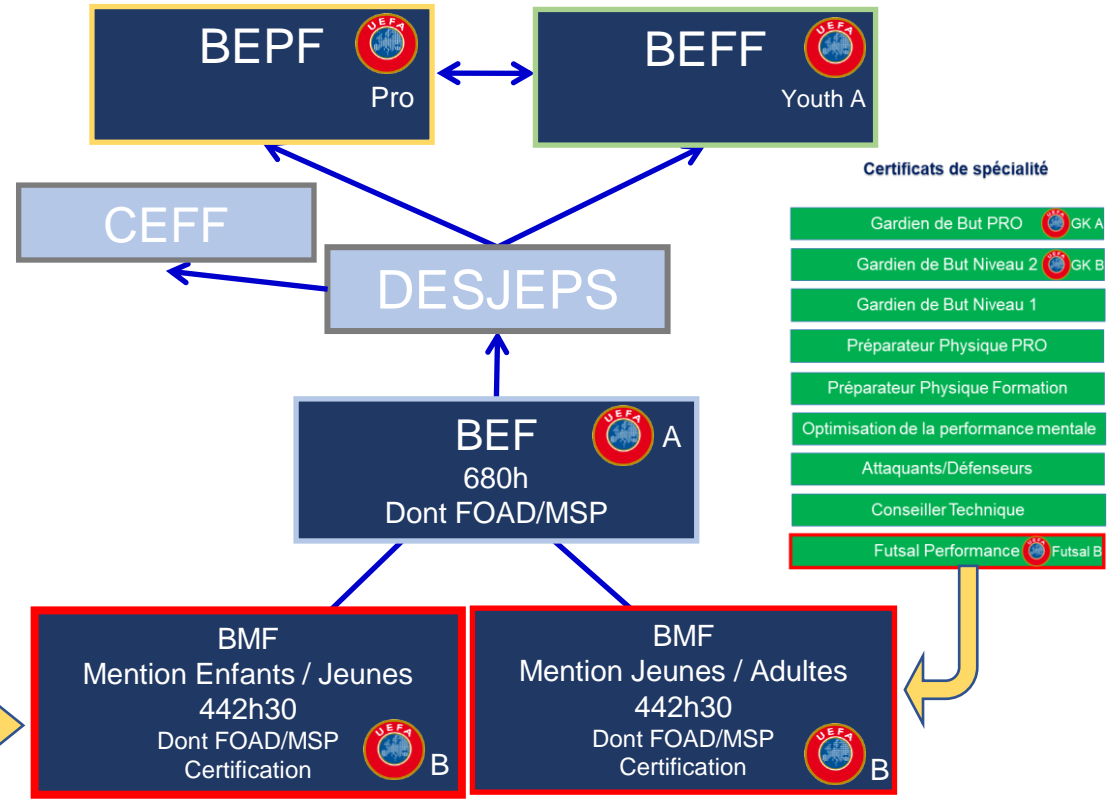 BEPF
UEFA
Pro
BEFF
UEFA
Youth A
CEFF
DESJEPS
BEF
680h
Dont FOAD/MSP
UEFA
A
BMF
Mention Enfants / Jeunes
442h30
Dont FOAD/MSP
Certification
UEFA
B
BMF
Mention Jeunes / Adultes
442h30
Dont FOAD/MSP
Certification
UEFA
B
Certificats de spécialité
Gardien de But PRO UEFA GK A
Gardien de But Niveau 2 UEFA GK B
Gardien de But Niveau 1
Préparateur Physique PRO
Préparateur Physique Formation
Optimisation de la performance mentale
Attaquants/Défenseurs
Conseiller Technique
Futsal Performance UEFA Futsal B